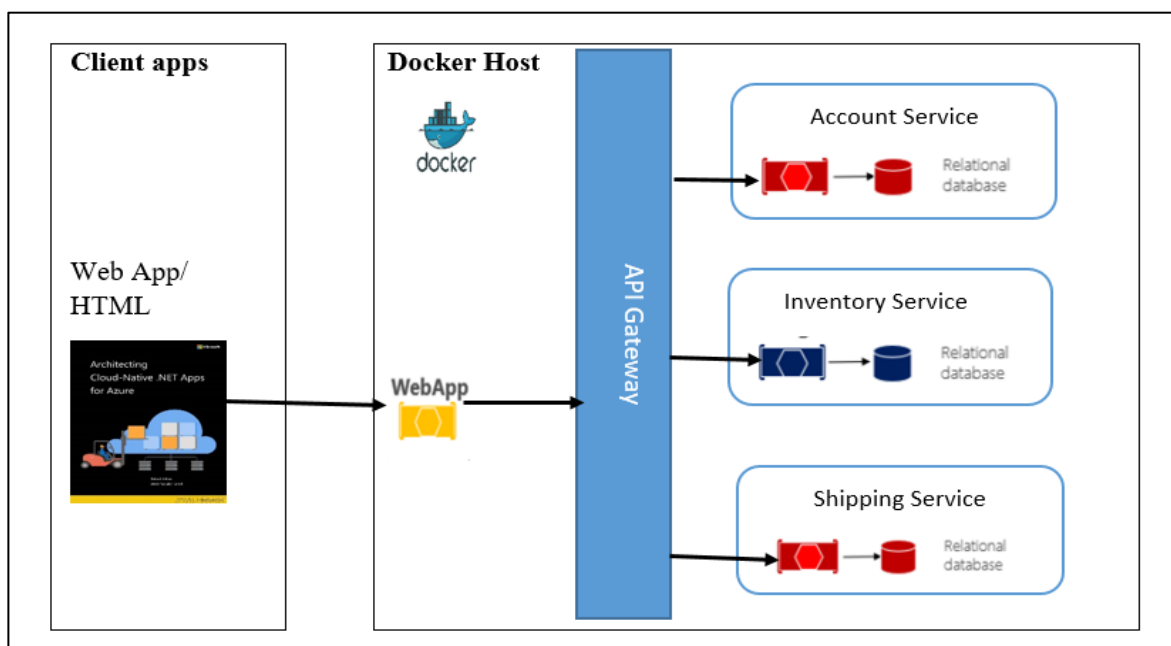 Client apps
Docker Host
docker
Account Service
Relational
database
Web App/
HTML
Architecting
Cloud-Native .NET Apps
for Azure
WebApp
API Gateway
Inventory Service
Relational
database
Shipping Service
Relational
database